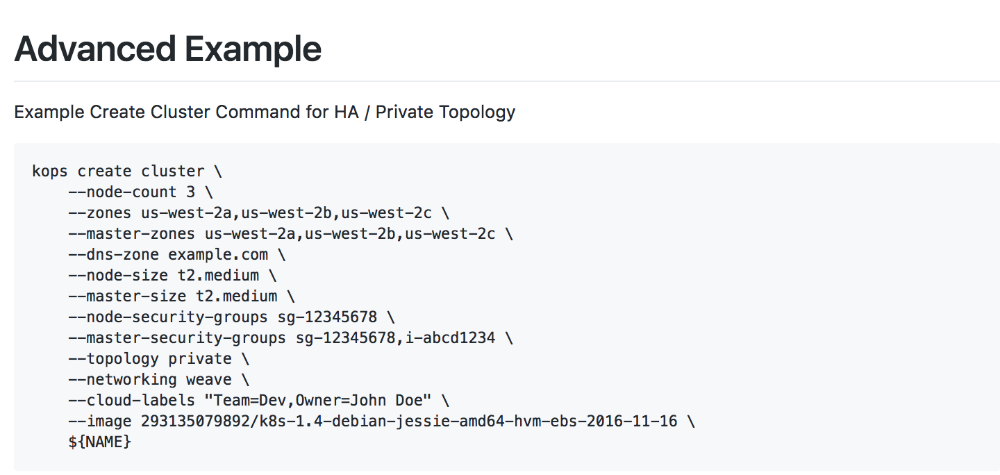 Advanced Example
Example Create Cluster Command for HA / Private Topology
kops create cluster \
    --node-count 3 \
    --zones us-west-2a,us-west-2b,us-west-2c \
    --master-zones us-west-2a,us-west-2b,us-west-2c \
    --dns-zone example.com \
    --node-size t2.medium \
    --master-size t2.medium \
    --node-security-groups sg-12345678 \
    --master-security-groups sg-12345678,i-abcd1234 \
    --topology private \
    --networking weave \
    --cloud-labels "Team=Dev,Owner=John Doe" \
    --image 293135079892/k8s-1.4-debian-jessie-amd64-hvm-ebs-2016-11-16 \
    ${NAME}